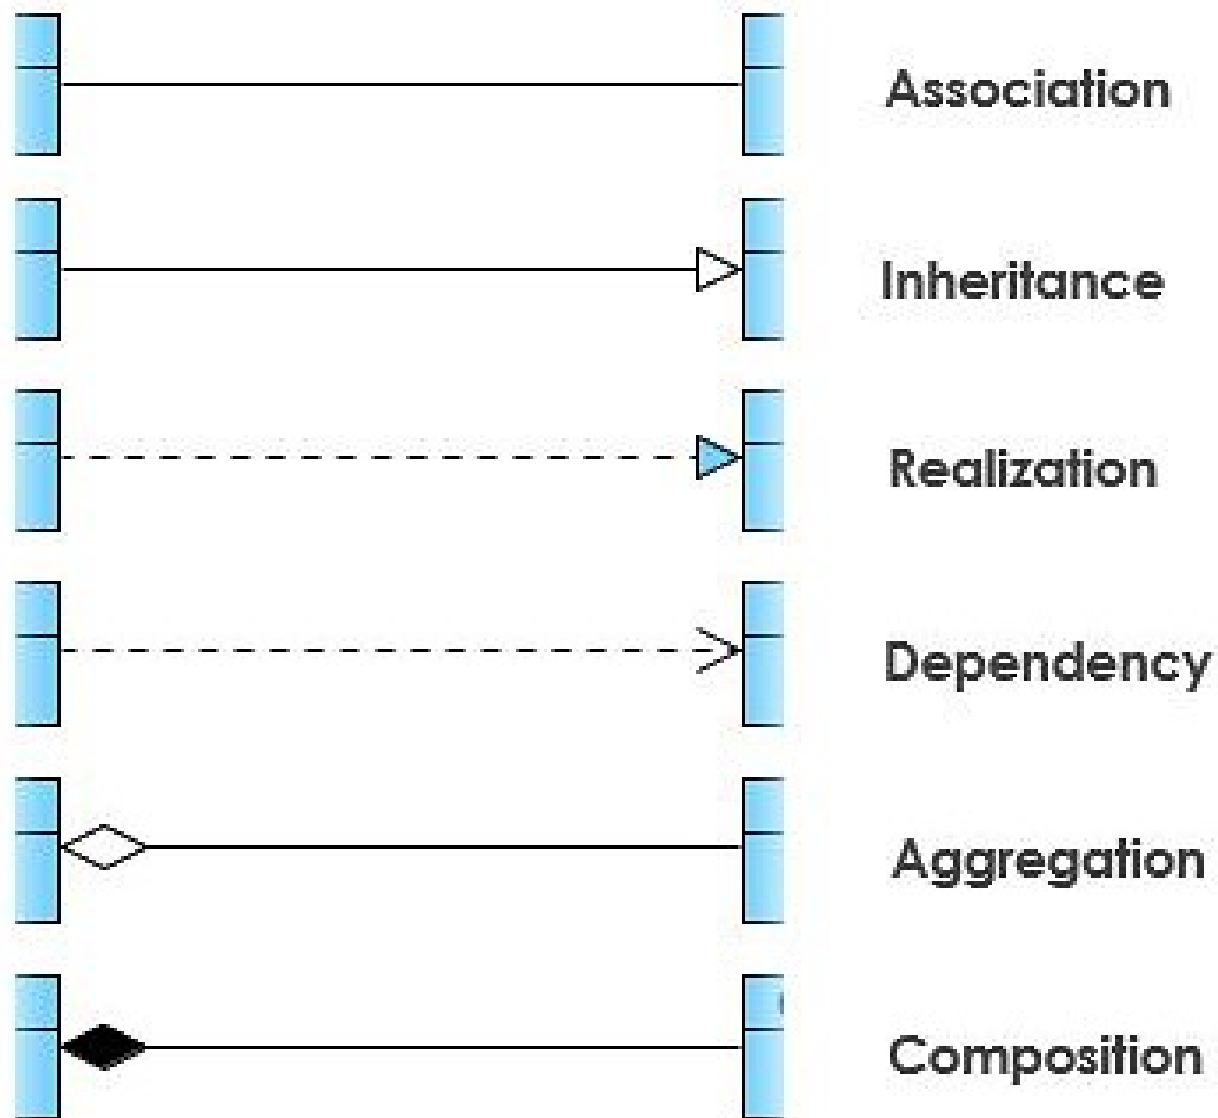 Association
Inheritance
Realization
Dependency
Aggregation
Composition